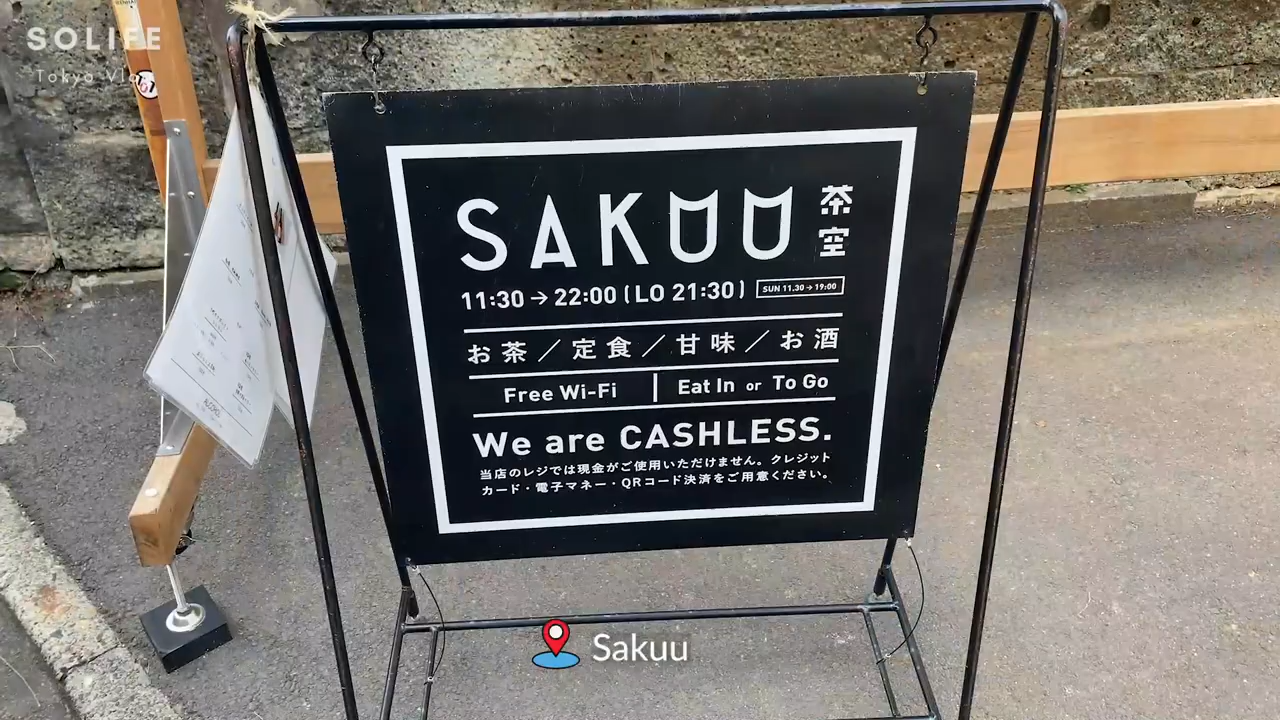 SOLIFE
Tokyo Vlog
SAKUU 茶空
11:30 → 22:00 (LO 21:30) SUN 11.30 → 19:00
お茶／定食／甘味／お酒
Free Wi-Fi | Eat In or To Go
We are CASHLESS.
当店のレジでは現金がご使用いただけません。クレジット
カード・電子マネー・QRコード決済をご用意ください。
Sakuu